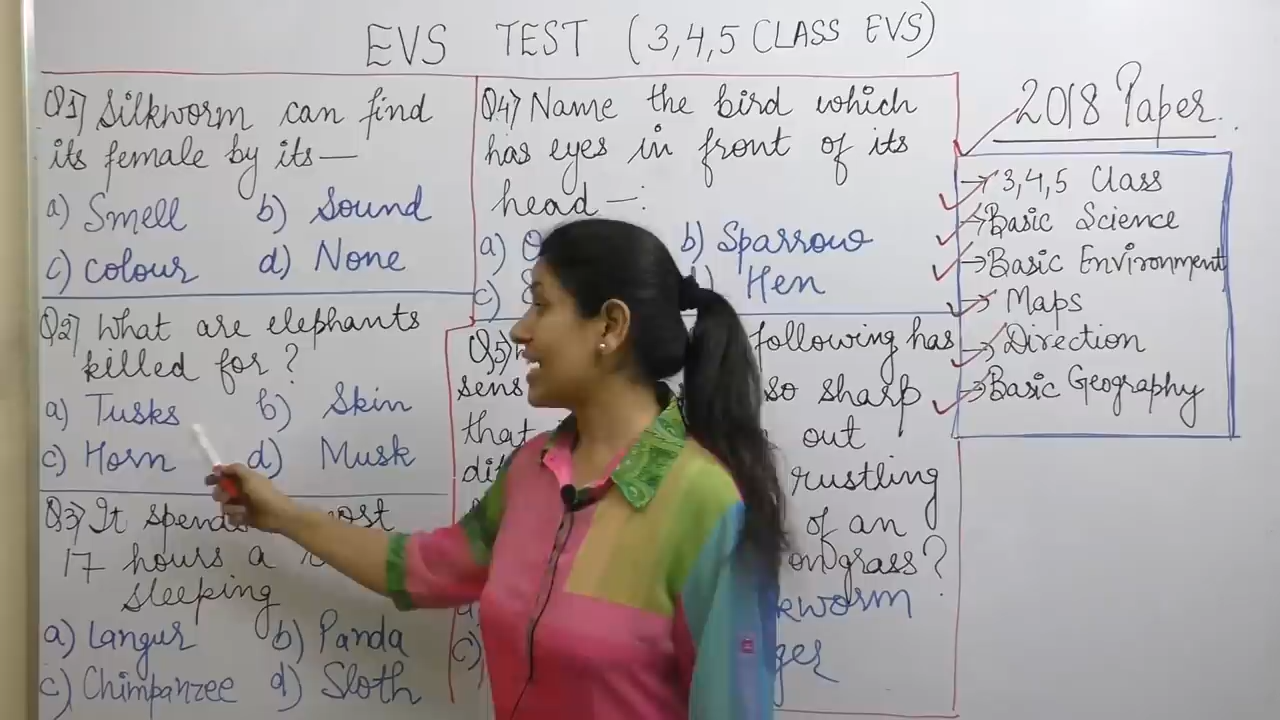 EVS TEST (3,4,5 CLASS EVS)
Q1) Silkworm can find
its female by its—
a) Smell b) Sound
c) colour d) None
Q2) What are elephants
killed for?
a) Tusks b) Skin
c) Horn d) Musk
Q3) It spends
17 hours a
sleeping
a) Langur b) Panda
c) Chimpanzee d) Sloth
Q4) Name the bird which
has eyes in front of its
head —:
a) b) Sparrow
c) Hen
Q5) following has
so sharp
that out
rustling
of an
grass?
c)
2018 Paper.
→ 3,4,5 Class
→ Basic Science
→ Basic Environment
→ Maps
→ Direction
→ Basic Geography